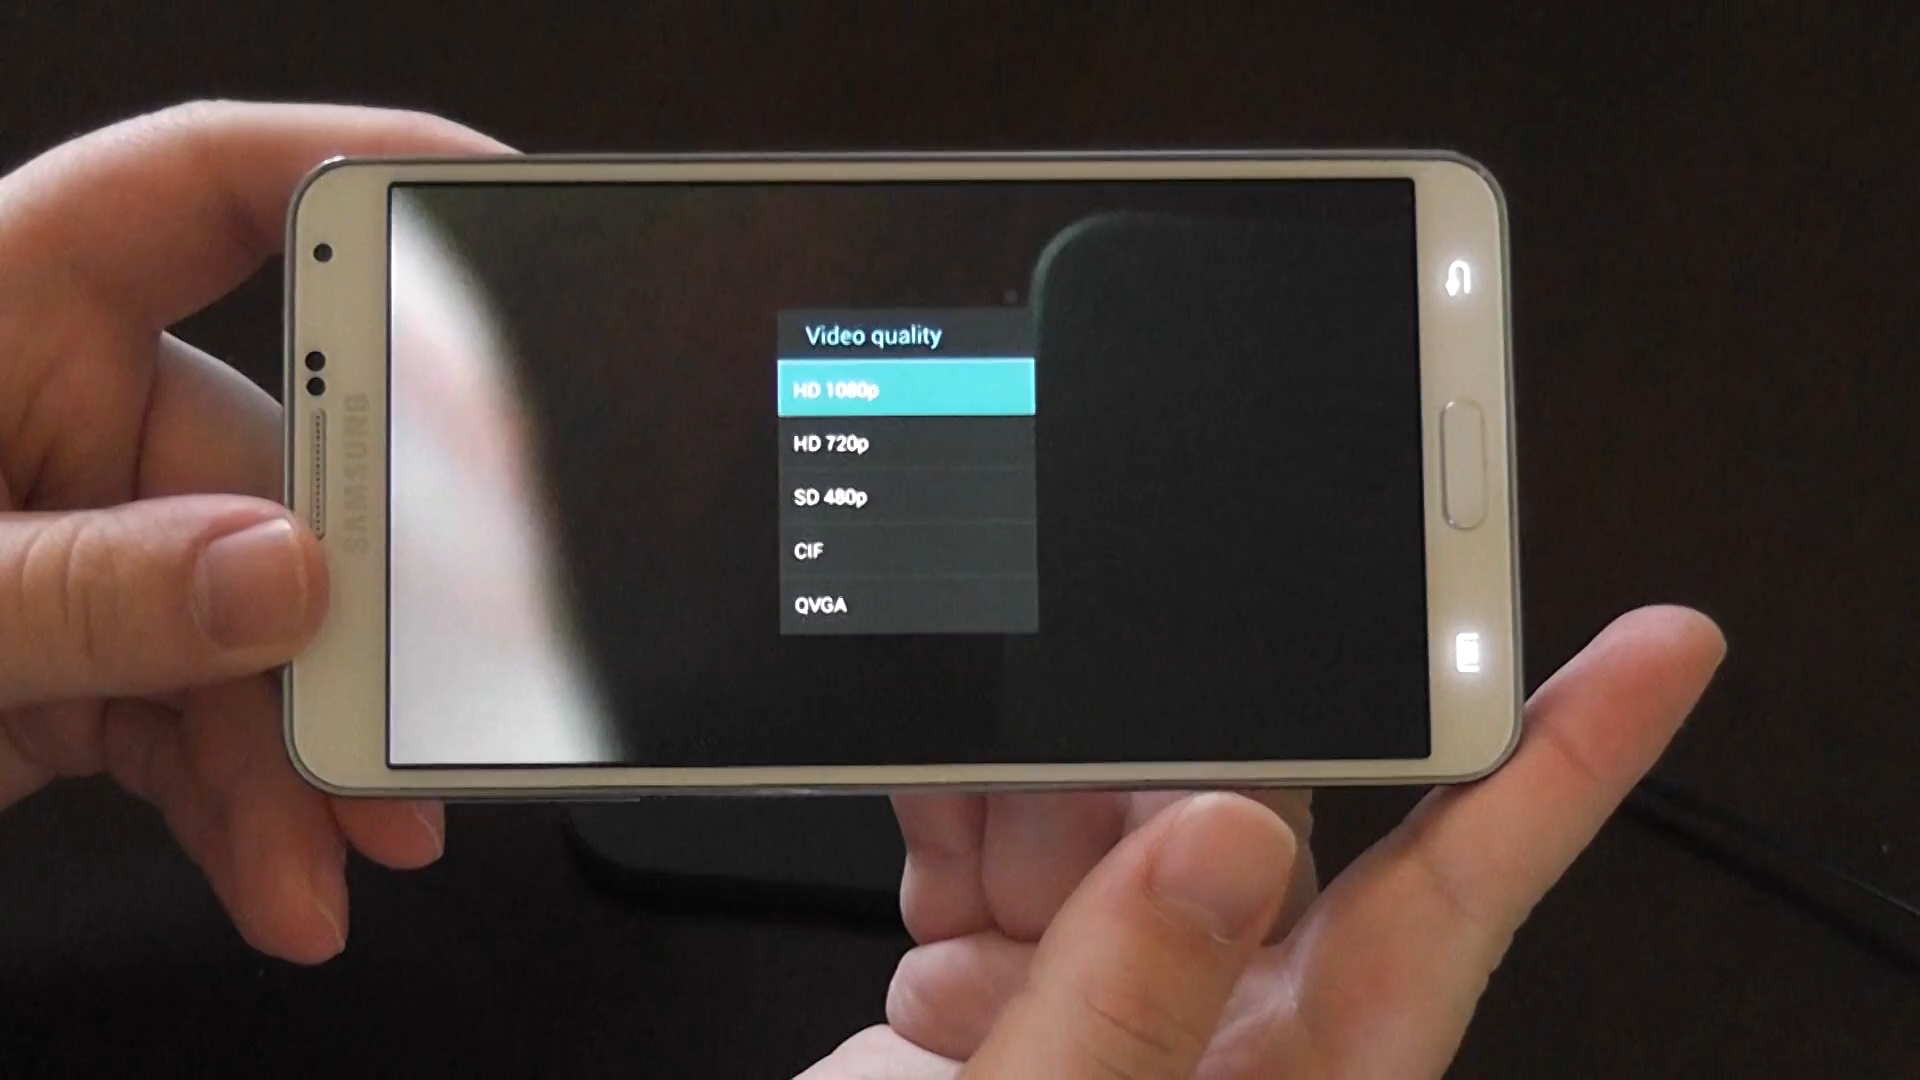 SAMSUNG
Video quality
HD 1080p
HD 720p
SD 480p
CIF
QVGA